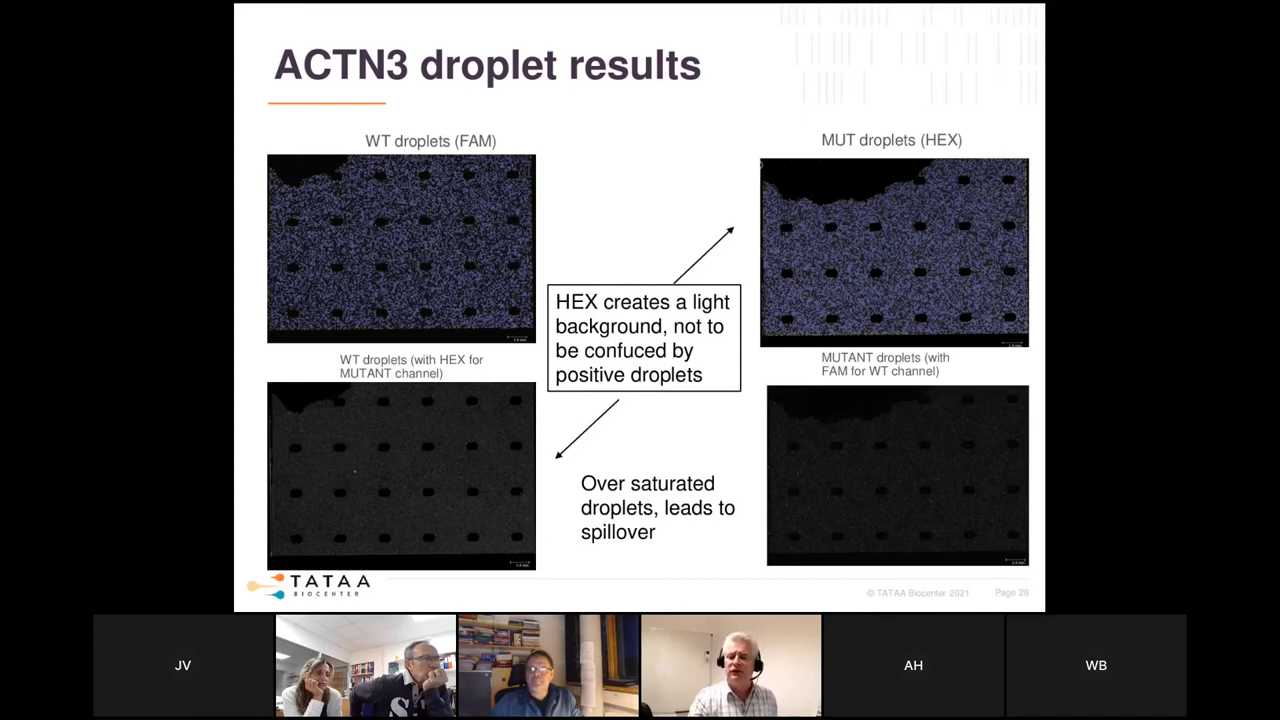 ACTN3 droplet results
WT droplets (FAM)
MUT droplets (HEX)
HEX creates a light
background, not to
be confuced by
positive droplets
WT droplets (with HEX for
MUTANT channel)
MUTANT droplets (with
FAM for WT channel)
Over saturated
droplets, leads to
spillover
TATAA
BIOCENTER
© TATAA Biocenter 2021
Page 28
JV
AH
WB